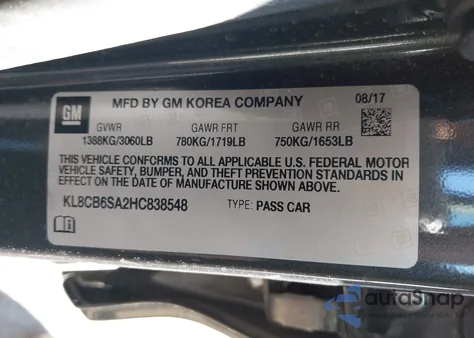 GM
MFD BY GM KOREA COMPANY 08/17
GVWR GAWR FRT GAWR RR
1388KG/3060LB 780KG/1719LB 750KG/1653LB
THIS VEHICLE CONFORMS TO ALL APPLICABLE U.S. FEDERAL MOTOR
VEHICLE SAFETY, BUMPER, AND THEFT PREVENTION STANDARDS IN
EFFECT ON THE DATE OF MANUFACTURE SHOWN ABOVE.
KL8CB6SA2HC838548 TYPE: PASS CAR
AutoSnap